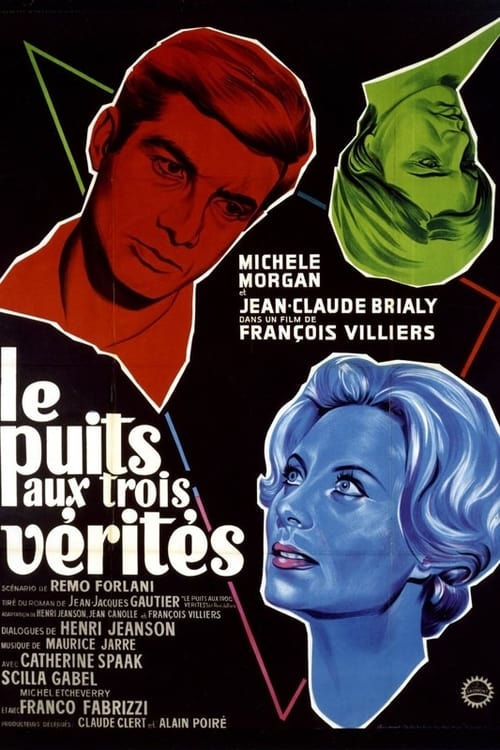 MICHELE
MORGAN
et
JEAN-CLAUDE BRIALY
DANS UN FILM DE
FRANÇOIS VILLIERS
le
puits
aux trois
vérités
SCÉNARIO DE REMO FORLANI
TIRÉ DU ROMAN DE JEAN-JACQUES GAUTIER "LE PUITS AUX TROIS
VERITES"
ADAPTATION DE HENRI JEANSON, JEAN CANOLLE ET FRANÇOIS VILLIERS
DIALOGUES DE HENRI JEANSON
MUSIQUE DE MAURICE JARRE
AVEC CATHERINE SPAAK
SCILLA GABEL
MICHEL ETCHEVERRY
ET AVEC FRANCO FABRIZZI
PRODUCTEURS DÉLÉGUÉS: CLAUDE CLERT et ALAIN POIRÉ
GAUMONT